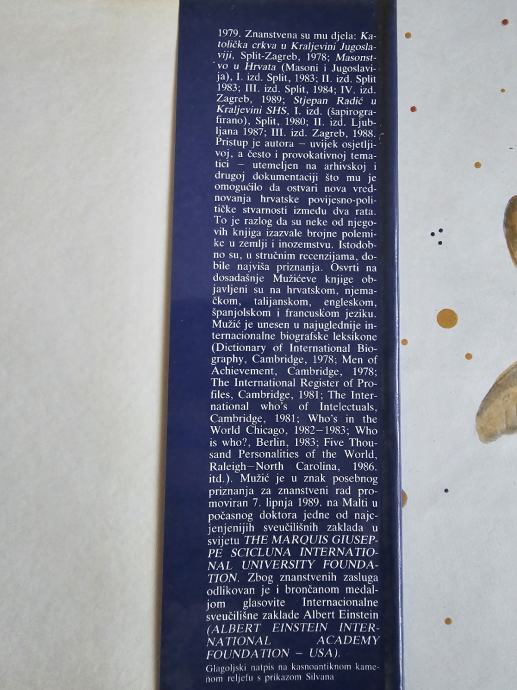 1979. Znanstvena su mu djela: Ka-
tolička crkva u Kraljevini Jugosla-
viji, Split-Zagreb, 1978; Masonst-
vo u Hrvata (Masoni i Jugoslavi-
ja), I. izd. Split, 1983; II. izd. Split
1983; III. izd. Split, 1984; IV. izd.
Zagreb, 1989; Stjepan Radić u
Kraljevini SHS, I. izd. (šapirogra-
firano), Split, 1980; II. izd. Ljub-
ljana 1987; III. izd. Zagreb, 1988.
Pristup je autora – uvijek osjetlji-
voj, a često i provokativnoj tema-
tici – utemeljen na arhivskoj i
drugoj dokumentaciji što mu je
omogućilo da ostvari nova vred-
novanja hrvatske povijesno-poli-
tičke stvarnosti između dva rata.
To je razlog da su neke od njego-
vih knjiga izazvale brojne polemi-
ke u zemlji i inozemstvu. Istodob-
no su, u stručnim recenzijama, do-
bile najviša priznanja. Osvrti na
dosadašnje Mužićeve knjige ob-
javljeni su na hrvatskom, njema-
čkom, talijanskom, engleskom,
španjolskom i francuskom jeziku.
Mužić je unesen u najuglednije in-
ternacionalne biografske leksikone
(Dictionary of International Bio-
graphy, Cambridge, 1978; Men of
Achievement, Cambridge, 1978;
The International Register of Pro-
files, Cambridge, 1981; The Inter-
national who's of Intelectuals,
Cambridge, 1981; Who's in the
World Chicago, 1982–1983; Who
is who?, Berlin, 1983; Five Thou-
sand Personalities of the World,
Raleigh–North Carolina, 1986.
itd.). Mužić je u znak posebnog
priznanja za znanstveni rad pro-
moviran 7. lipnja 1989. na Malti u
počasnog doktora jedne od najc-
jenjenijih sveučilišnih zaklada u
svijetu THE MARQUIS GIUSEP-
PE SCICLUNA INTERNATIO-
NAL UNIVERSITY FOUNDA-
TION. Zbog znanstvenih zasluga
odlikovan je i brončanom medal-
jom glasovite Internacionalne
sveučilišne zaklade Albert Einstein
(ALBERT EINSTEIN INTER-
NATIONAL ACADEMY
FOUNDATION – USA).
Glagoljski natpis na kasnoantiknom kame-
nom reljefu s prikazom Silvana